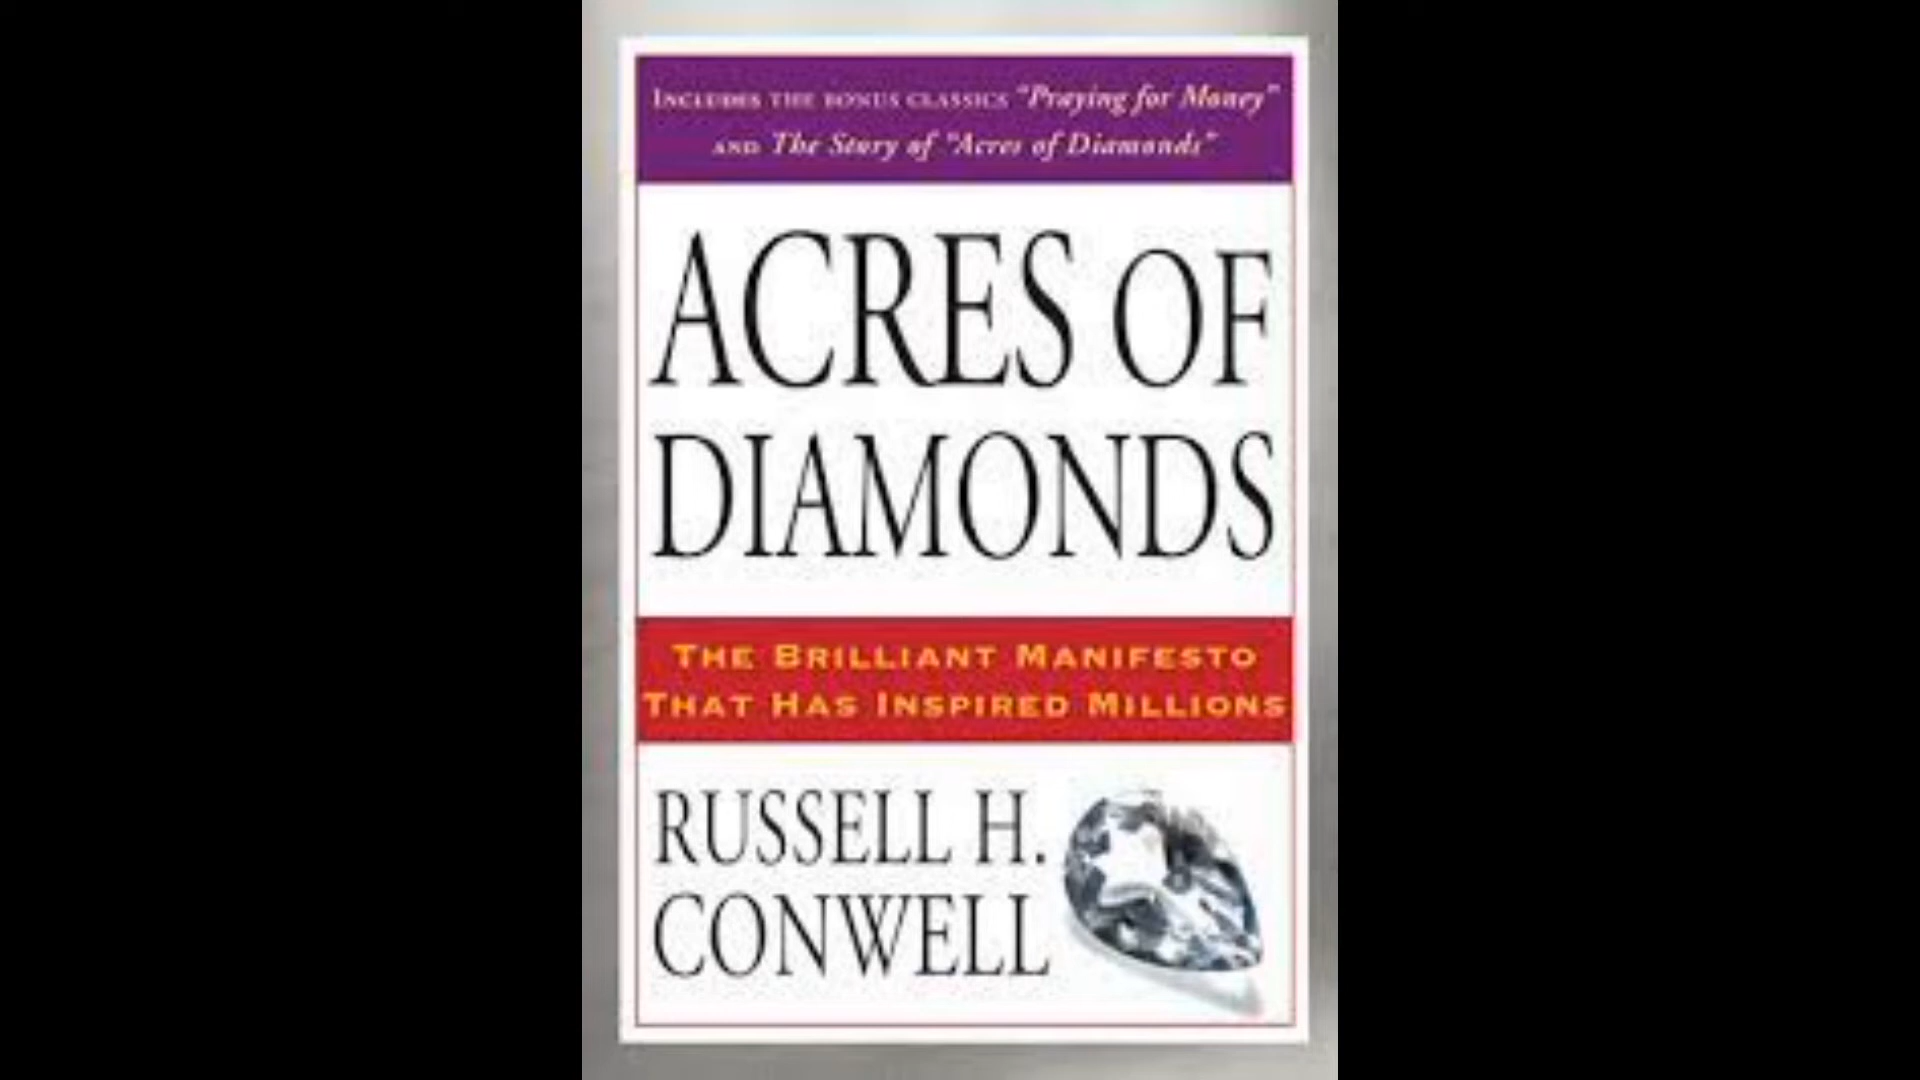 INCLUDES THE BONUS CLASSICS "Praying for Money"
AND The Story of "Acres of Diamonds"
ACRES OF
DIAMONDS
THE BRILLIANT MANIFESTO
THAT HAS INSPIRED MILLIONS
RUSSELL H.
CONWELL